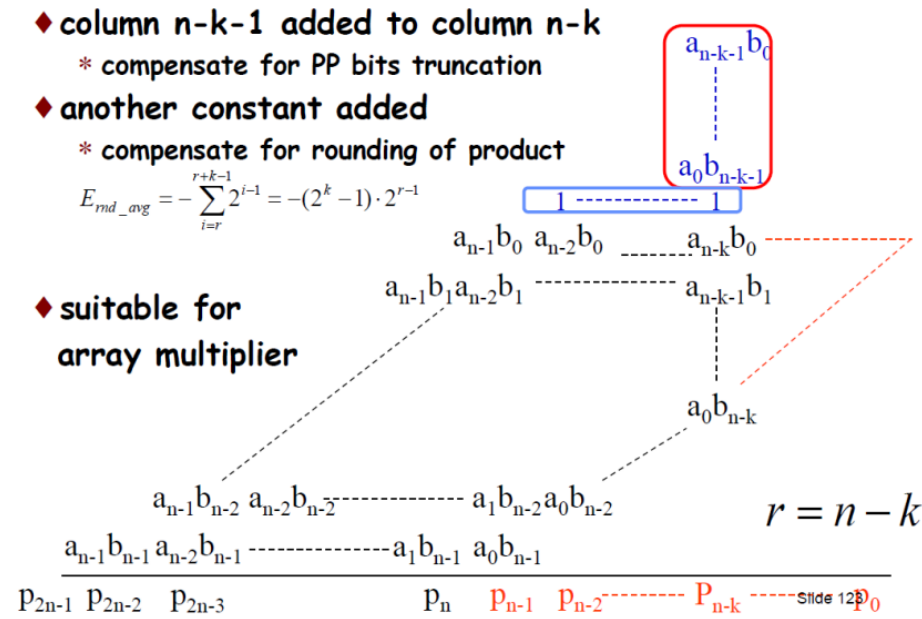 ♦ column n-k-1 added to column n-k
* compensate for PP bits truncation
♦ another constant added
* compensate for rounding of product
E_{rnd_avg} = -\sum_{i=r}^{r+k-1} 2^{i-1} = -(2^k - 1) · 2^{r-1}
a_{n-k-1}b_0
a_0b_{n-k-1}
1 ---------- 1
a_{n-1}b_0 a_{n-2}b_0 ------ a_{n-k}b_0
a_{n-1}b_1 a_{n-2}b_1 ---------- a_{n-k-1}b_1
♦ suitable for
array multiplier
a_0b_{n-k}
a_{n-1}b_{n-2} a_{n-2}b_{n-2} ---------- a_1b_{n-2} a_0b_{n-2}
r = n - k
a_{n-1}b_{n-1} a_{n-2}b_{n-1} ---------- a_1b_{n-1} a_0b_{n-1}
p_{2n-1} p_{2n-2} p_{2n-3} p_n p_{n-1} p_{n-2} ------ P_{n-k} ------ p_0
Slide 123